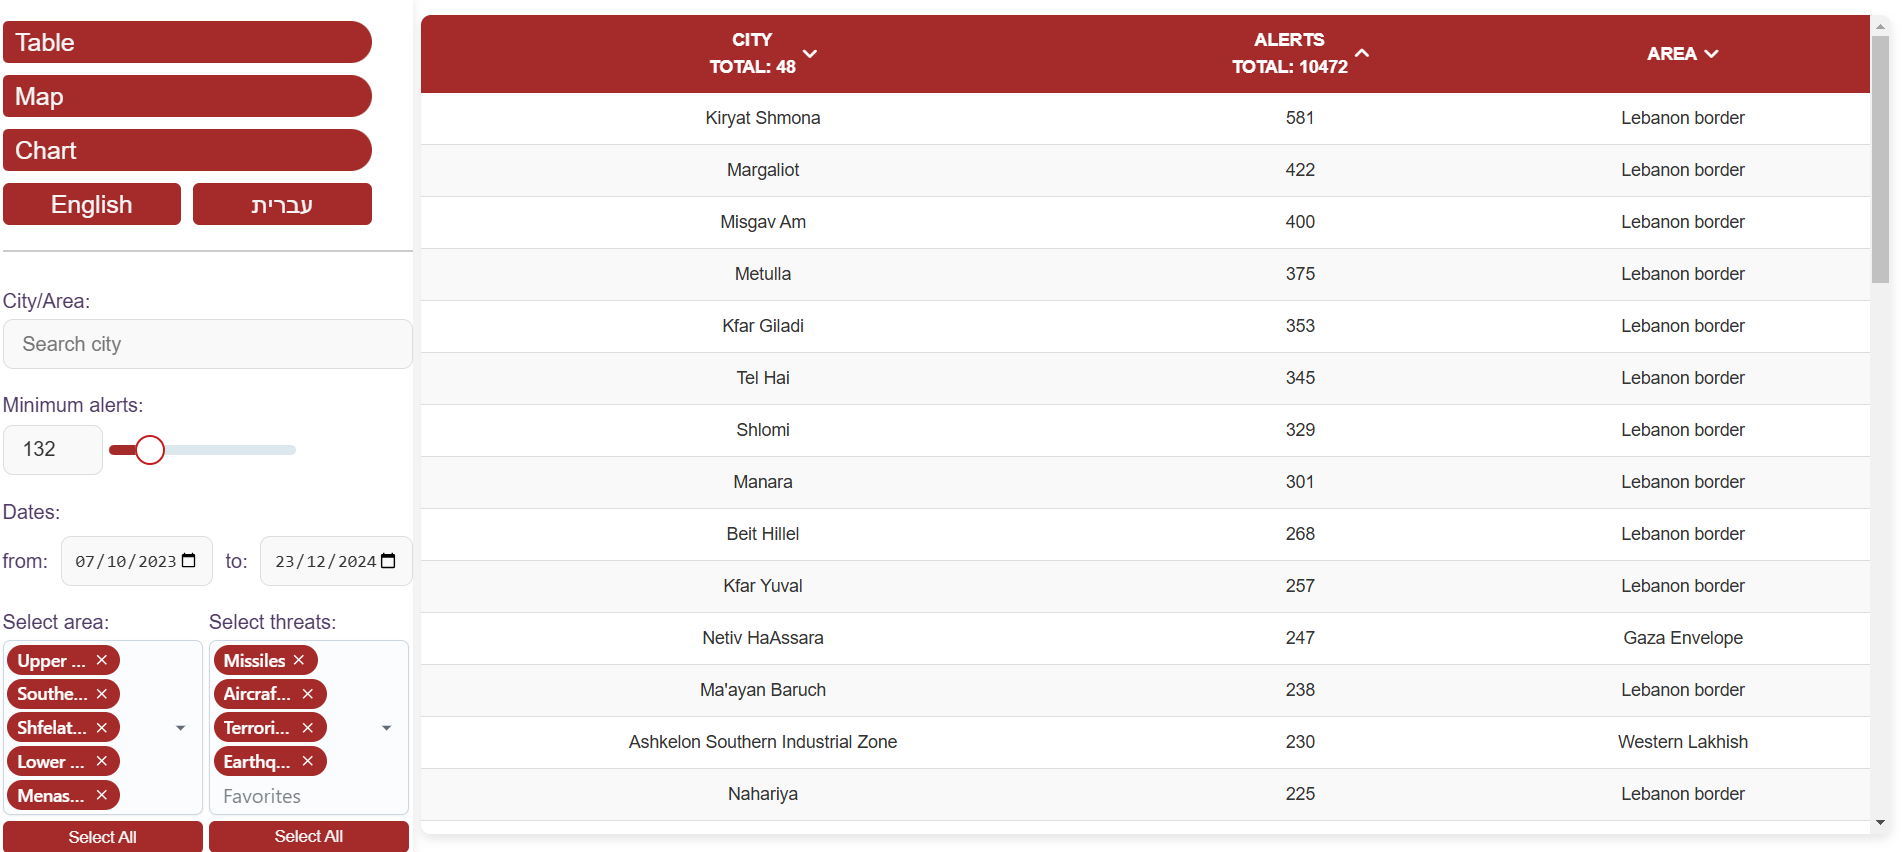 Table
Map
Chart
English
עברית
City/Area:
Search city
Minimum alerts:
132
Dates:
from: 07/10/2023 to: 23/12/2024
Select area:
Upper ...
Southe...
Shfelat...
Lower ...
Menas...
Select All
Select threats:
Missiles
Aircraf...
Terrori...
Earthq...
Favorites
Select All
CITY
TOTAL: 48
ALERTS
TOTAL: 10472
AREA
Kiryat Shmona 581 Lebanon border
Margaliot 422 Lebanon border
Misgav Am 400 Lebanon border
Metulla 375 Lebanon border
Kfar Giladi 353 Lebanon border
Tel Hai 345 Lebanon border
Shlomi 329 Lebanon border
Manara 301 Lebanon border
Beit Hillel 268 Lebanon border
Kfar Yuval 257 Lebanon border
Netiv HaAssara 247 Gaza Envelope
Ma'ayan Baruch 238 Lebanon border
Ashkelon Southern Industrial Zone 230 Western Lakhish
Nahariya 225 Lebanon border